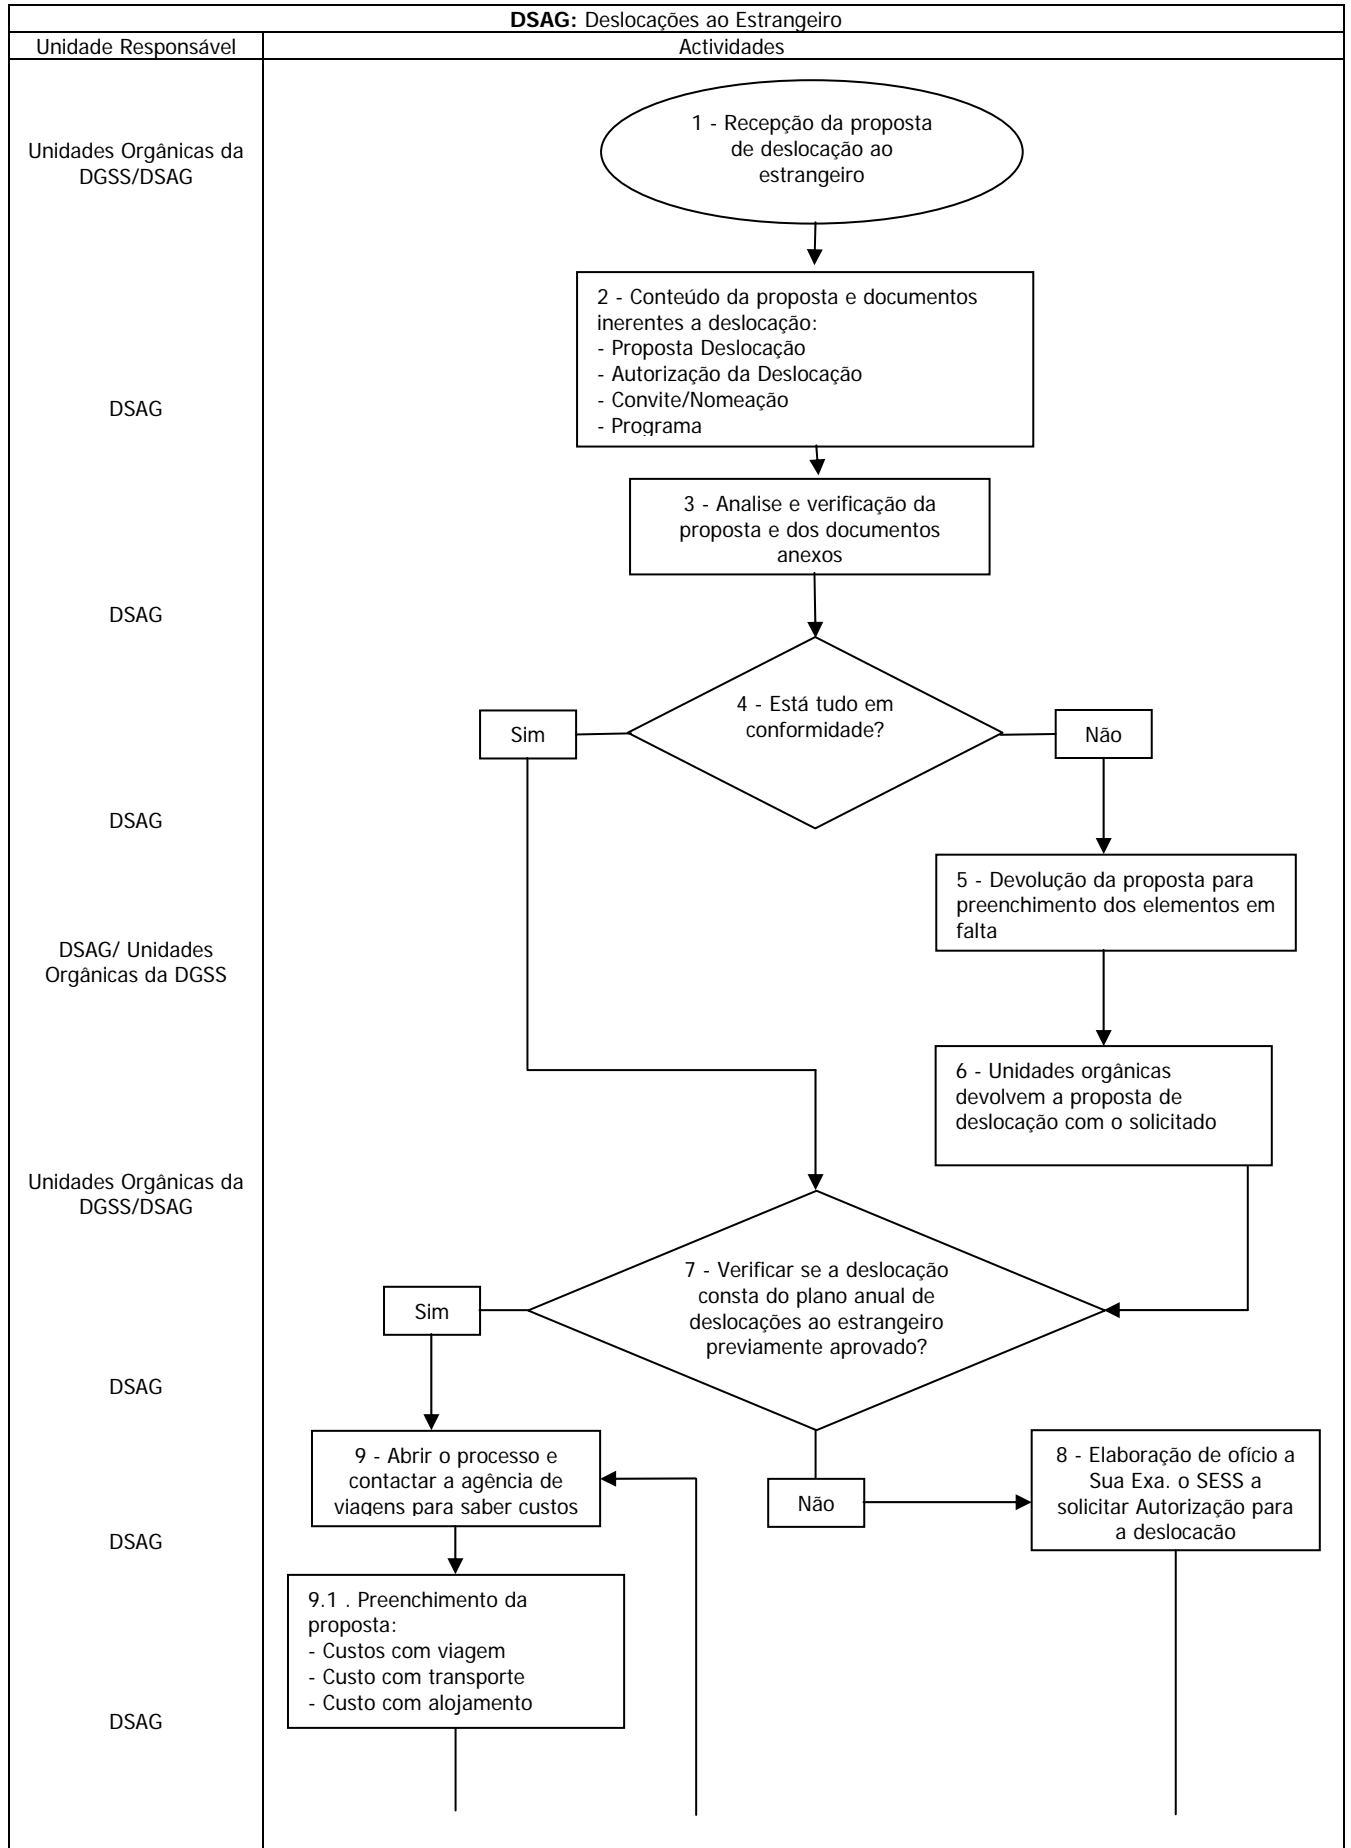 DSAG: Deslocações ao Estrangeiro
Unidade Responsável
Actividades
Unidades Orgânicas da
DGSS/DSAG
1 - Recepção da proposta
de deslocação ao
estrangeiro
DSAG
2 - Conteúdo da proposta e documentos
inerentes a deslocação:
- Proposta Deslocação
- Autorização da Deslocação
- Convite/Nomeação
- Programa
3 - Analise e verificação da
proposta e dos documentos
anexos
DSAG
4 - Está tudo em
conformidade?
Sim
Não
DSAG
5 - Devolução da proposta para
preenchimento dos elementos em
falta
DSAG/ Unidades
Orgânicas da DGSS
6 - Unidades orgânicas
devolvem a proposta de
deslocação com o solicitado
Unidades Orgânicas da
DGSS/DSAG
7 - Verificar se a deslocação
consta do plano anual de
deslocações ao estrangeiro
previamente aprovado?
Sim
DSAG
9 - Abrir o processo e
contactar a agência de
viagens para saber custos
Não
8 - Elaboração de ofício a
Sua Exa. o SESS a
solicitar Autorização para
a deslocação
DSAG
9.1 . Preenchimento da
proposta:
- Custos com viagem
- Custo com transporte
- Custo com alojamento
DSAG